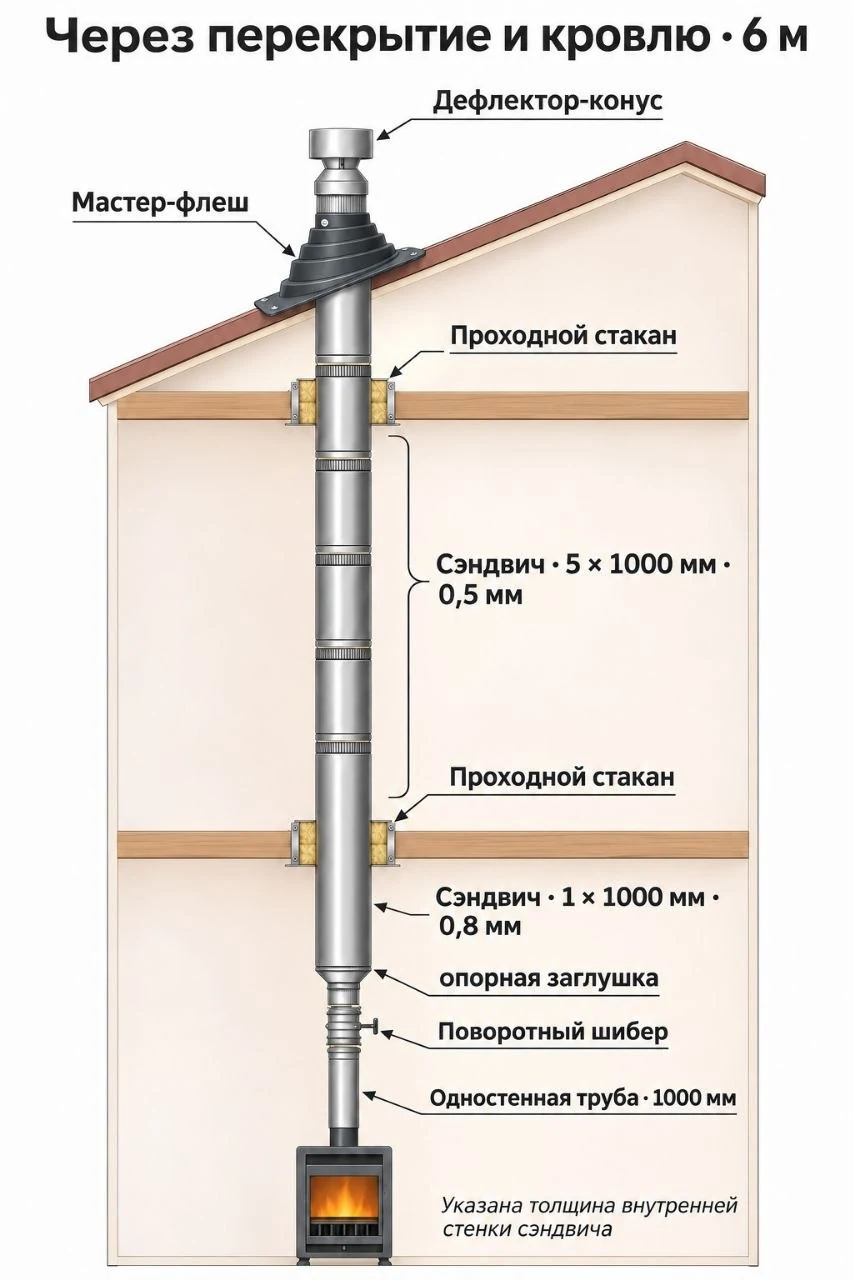 Через перекрытие и кровлю · 6 м
Дефлектор-конус
Мастер-флеш
Проходной стакан
Сэндвич · 5 × 1000 мм ·
0,5 мм
Проходной стакан
Сэндвич · 1 × 1000 мм ·
0,8 мм
опорная заглушка
Поворотный шибер
Одностенная труба · 1000 мм
Указана толщина внутренней
стенки сэндвича